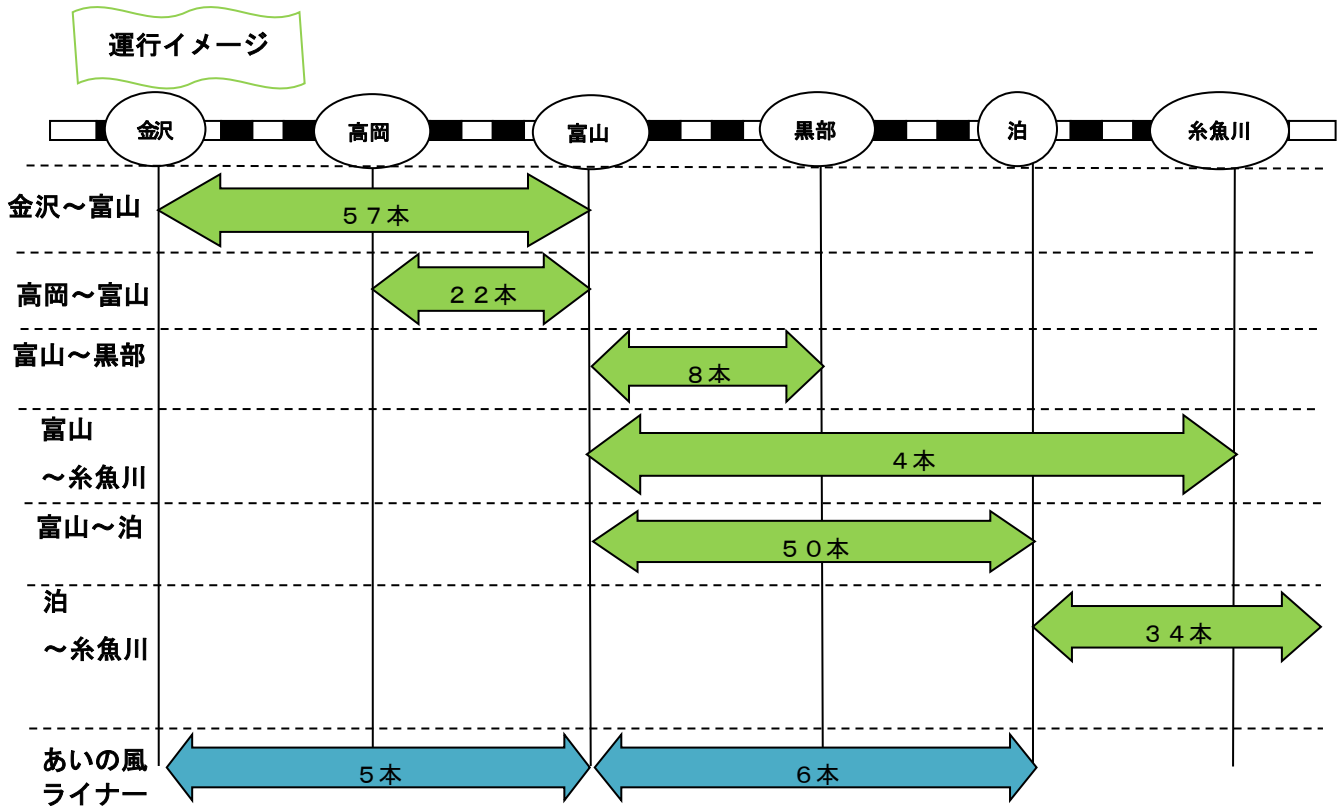 運行イメージ
金沢
高岡
富山
黒部
泊
糸魚川
金沢~富山
５７本
高岡~富山
２２本
富山~黒部
８本
富山
~糸魚川
４本
富山~泊
５０本
泊
~糸魚川
３４本
あいの風
ライナー
５本
６本